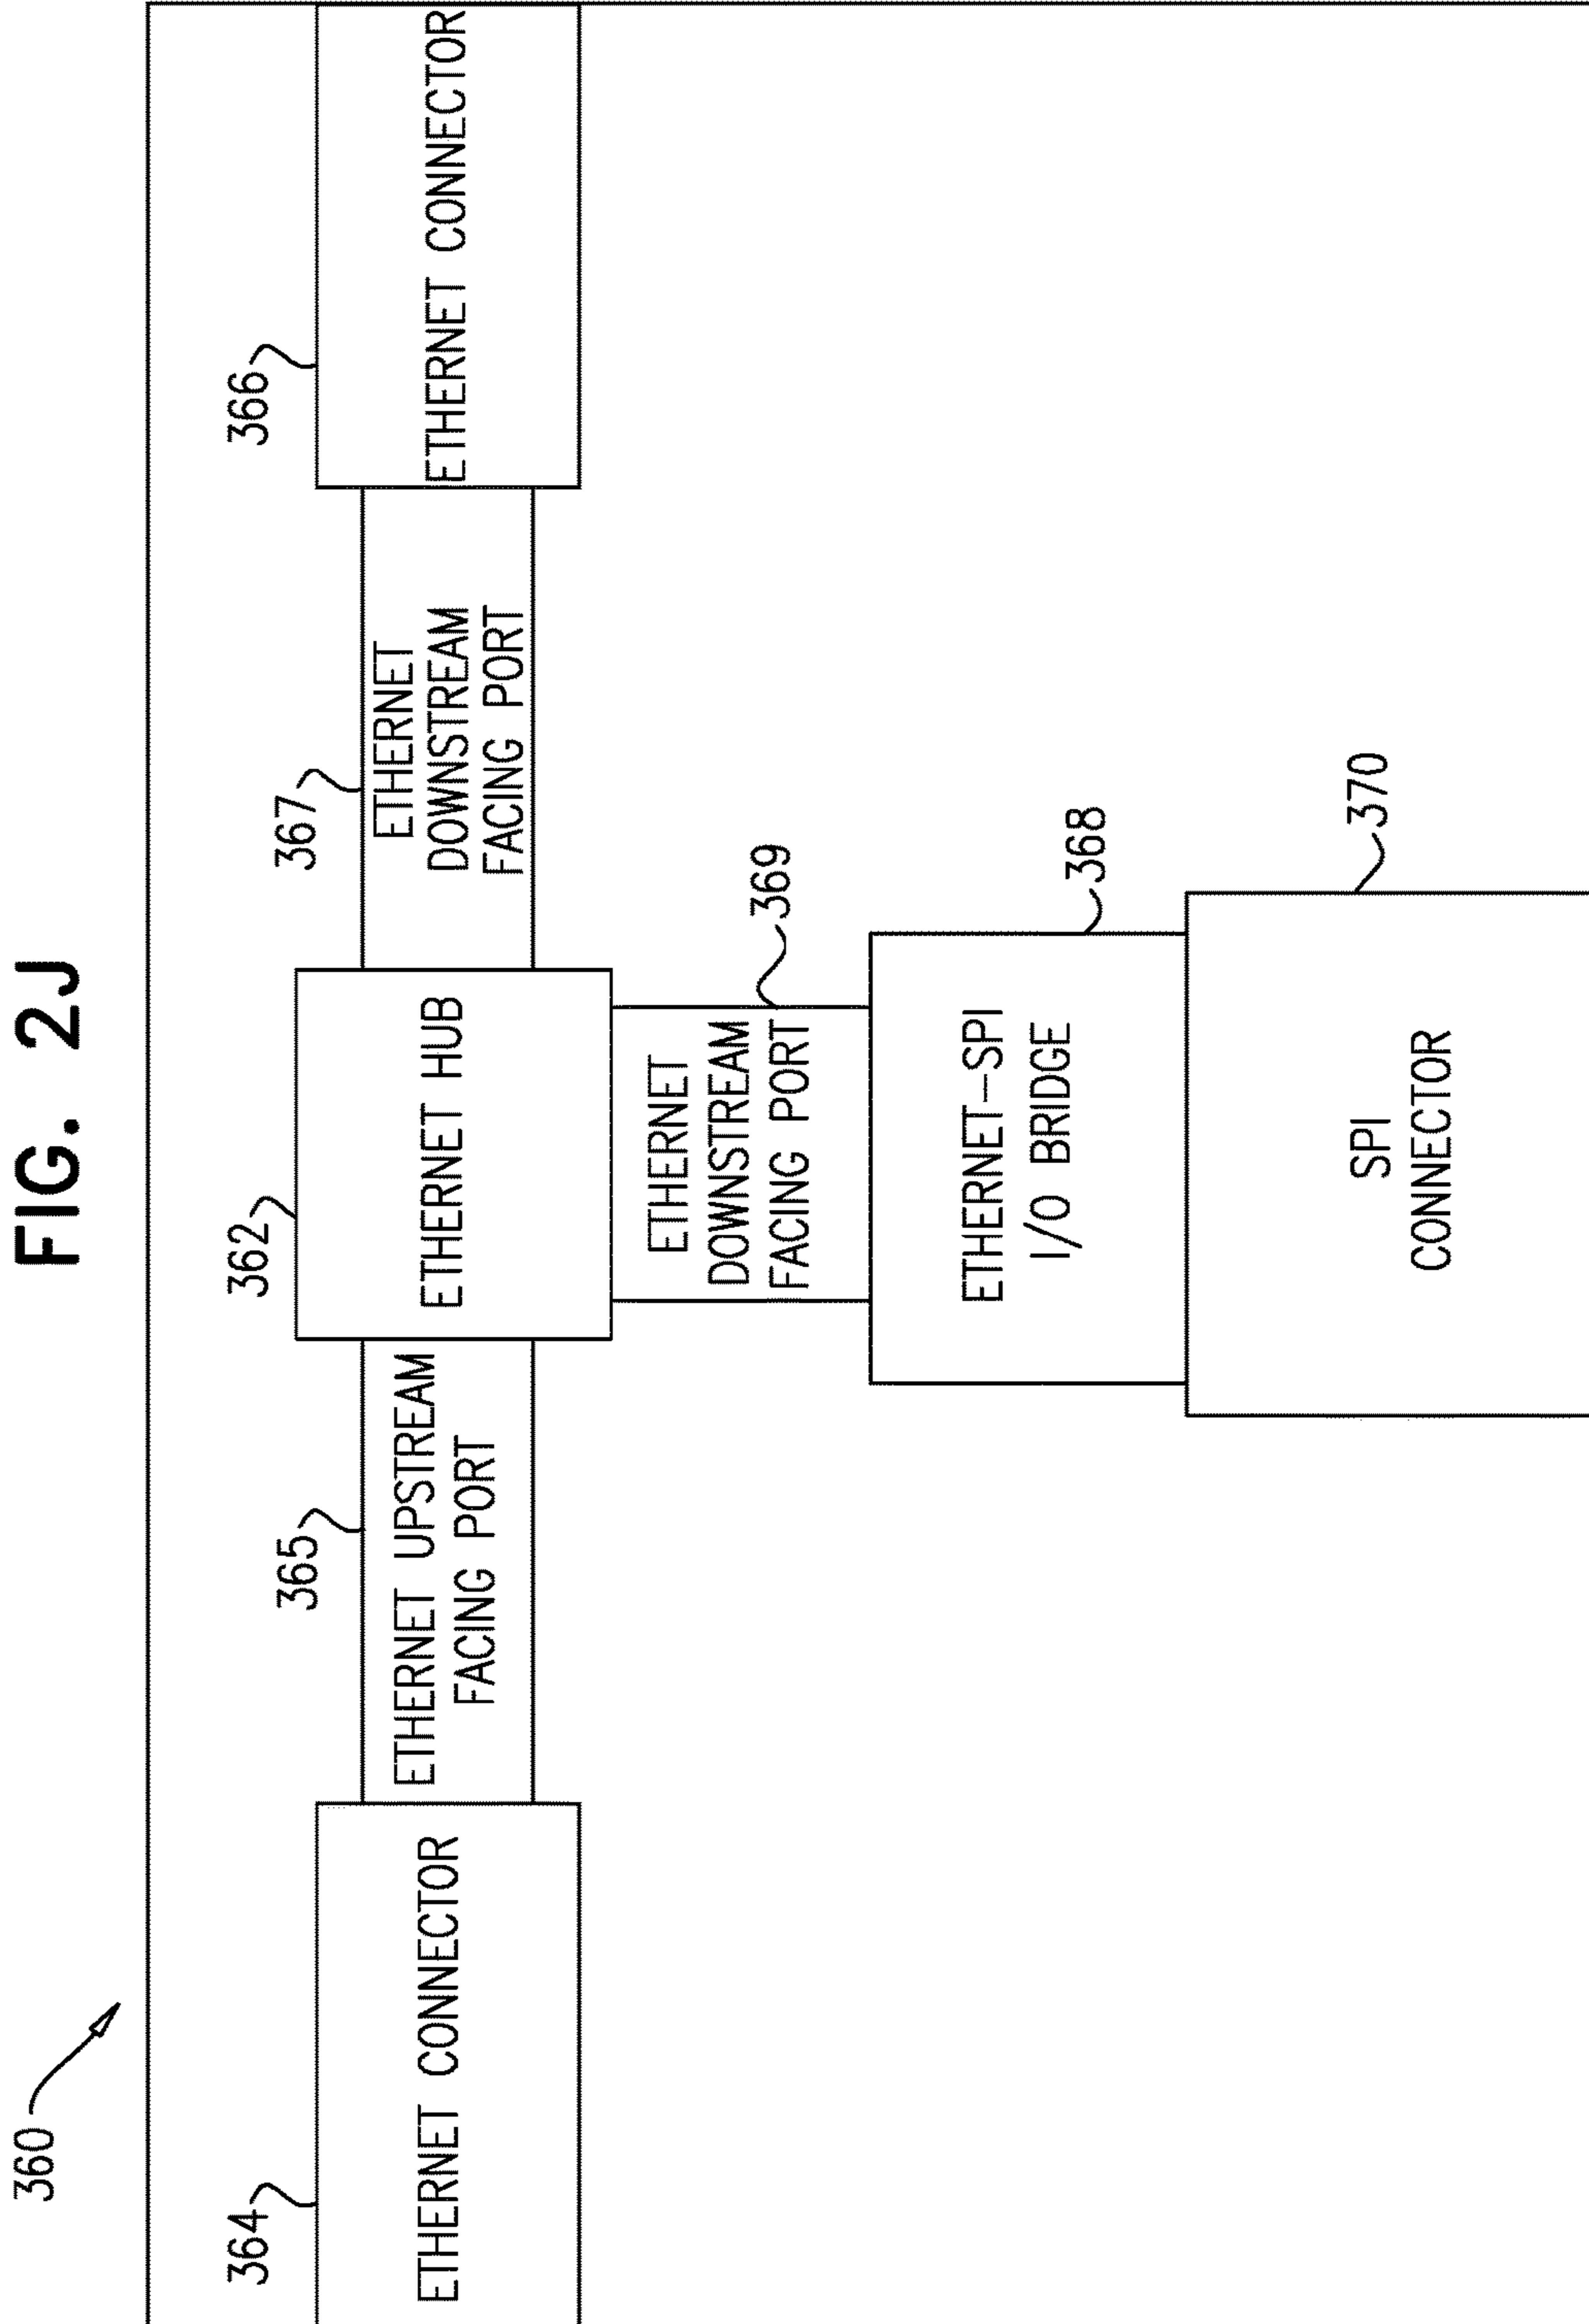 FIG. 2J
360
364
ETHERNET CONNECTOR
365
ETHERNET UPSTREAM
FACING PORT
362
ETHERNET HUB
367
ETHERNET
DOWNSTREAM
FACING PORT
366
ETHERNET CONNECTOR
ETHERNET
DOWNSTREAM
FACING PORT
369
ETHERNET-SPI
I/O BRIDGE
368
SPI
CONNECTOR
370